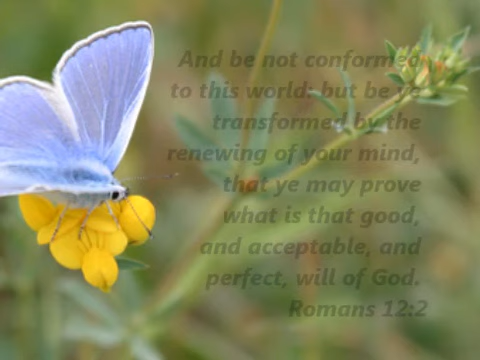 And be not conformed
to this world: but be ye
transformed by the
renewing of your mind,
that ye may prove
what is that good,
and acceptable, and
perfect, will of God.
Romans 12:2